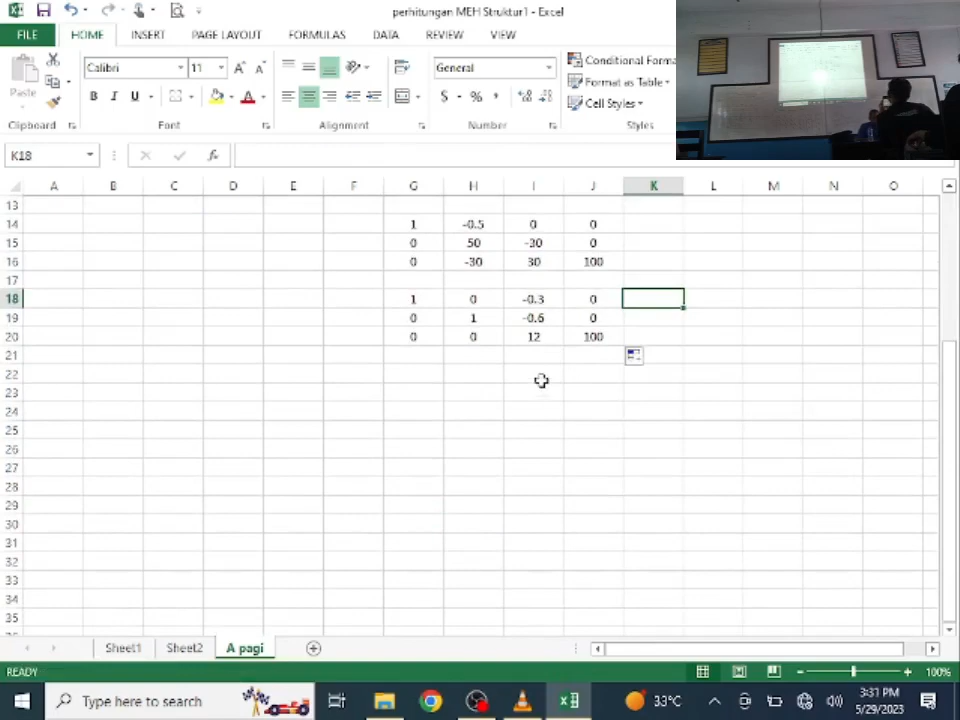 perhitungan MEH Struktur1 - Excel
FILE HOME INSERT PAGE LAYOUT FORMULAS DATA REVIEW VIEW
Calibri 11 General Conditional Forma
Paste Format as Table
B I U $ % Cell Styles
Clipboard Font Alignment Number Styles
K18 fx
A B C D E F G H I J K L M N O
13
14 1 -0.5 0 0
15 0 50 -30 0
16 0 -30 30 100
17
18 1 0 -0.3 0
19 0 1 -0.6 0
20 0 0 12 100
21
22
23
24
25
26
27
28
29
30
31
32
33
34
35
Sheet1 Sheet2 A pagi
READY 100%
Type here to search 33°C 3:31 PM
5/29/2023